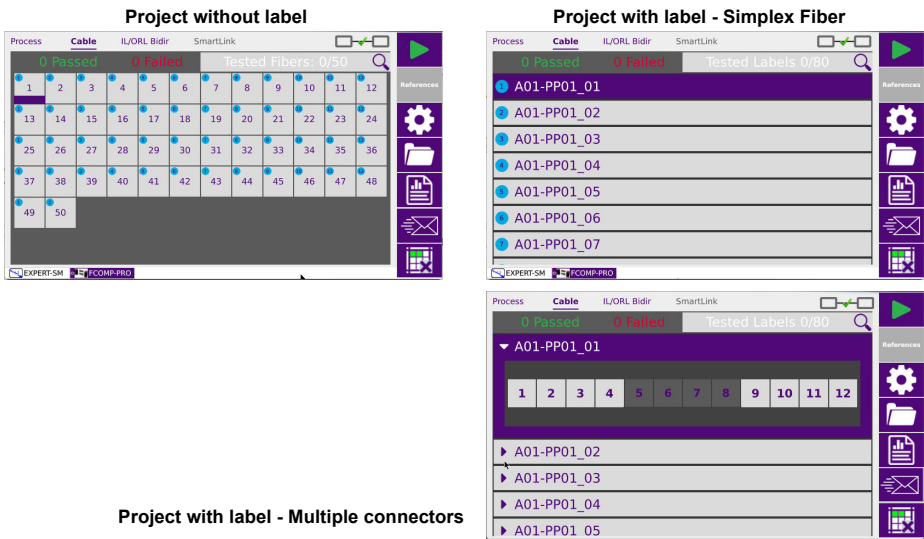 Project without label
Process Cable IL/ORL Bidir SmartLink
0 Passed 0 Failed Tested Fibers: 0/50
1 2 3 4 5 6 7 8 9 10 11 12
References
13 14 15 16 17 18 19 20 21 22 23 24
25 26 27 28 29 30 31 32 33 34 35 36
37 38 39 40 41 42 43 44 45 46 47 48
49 50
EXPERT-SM FCOMP-PRO
Project with label - Simplex Fiber
Process Cable IL/ORL Bidir SmartLink
0 Passed 0 Failed Tested Labels 0/80
1 A01-PP01_01
References
2 A01-PP01_02
3 A01-PP01_03
4 A01-PP01_04
5 A01-PP01_05
6 A01-PP01_06
7 A01-PP01_07
EXPERT-SM FCOMP-PRO
Process Cable IL/ORL Bidir SmartLink
0 Passed 0 Failed Tested Labels 0/80
A01-PP01_01
References
1 2 3 4 5 6 7 8 9 10 11 12
A01-PP01_02
A01-PP01_03
A01-PP01_04
A01-PP01_05
Project with label - Multiple connectors